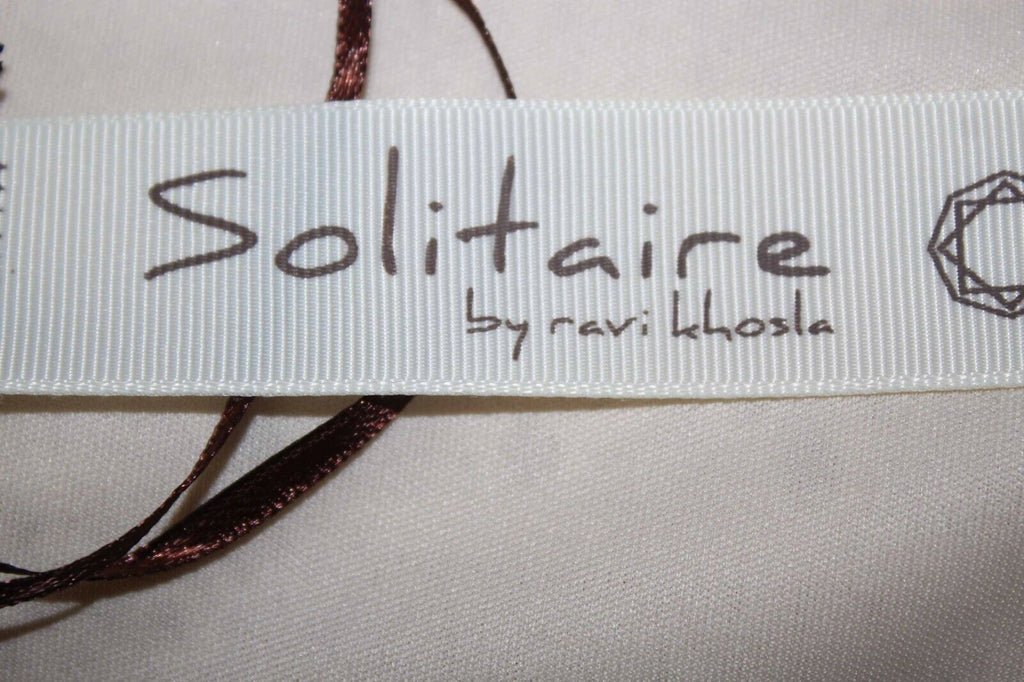 Solitaire
by ravi khosla